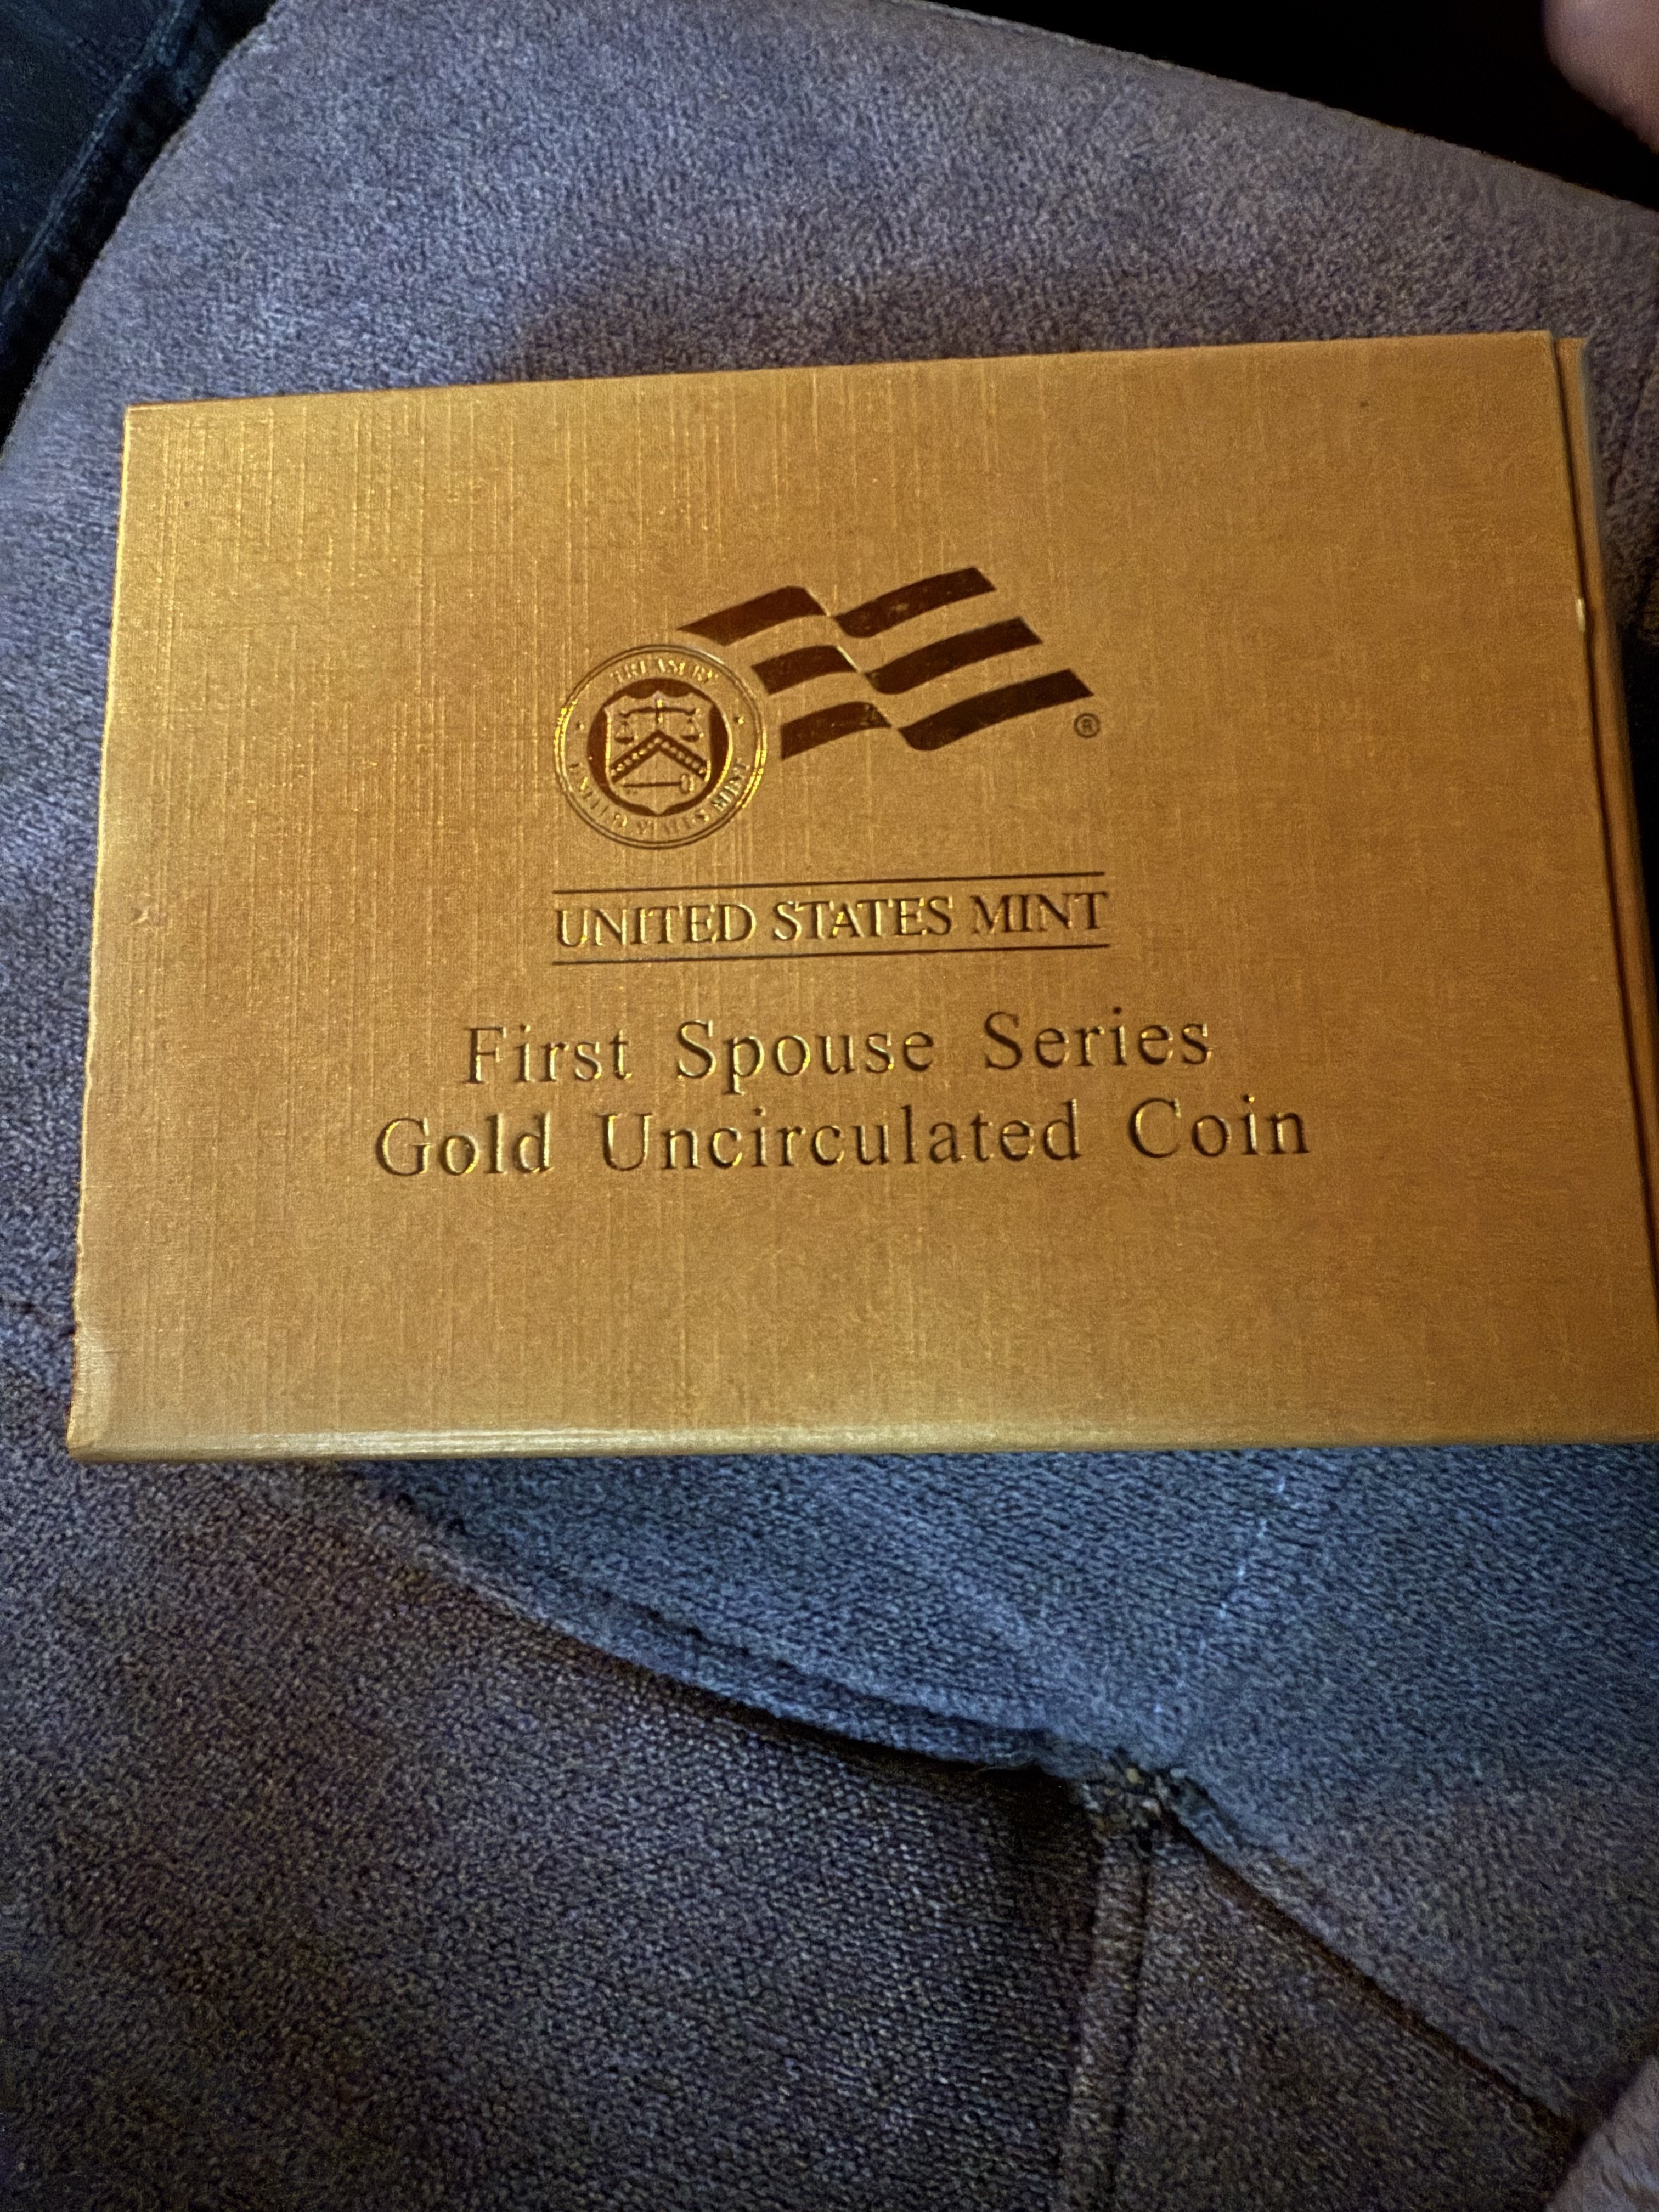 TREASURY
UNITED STATES MINT
®
UNITED STATES MINT
First Spouse Series
Gold Uncirculated Coin